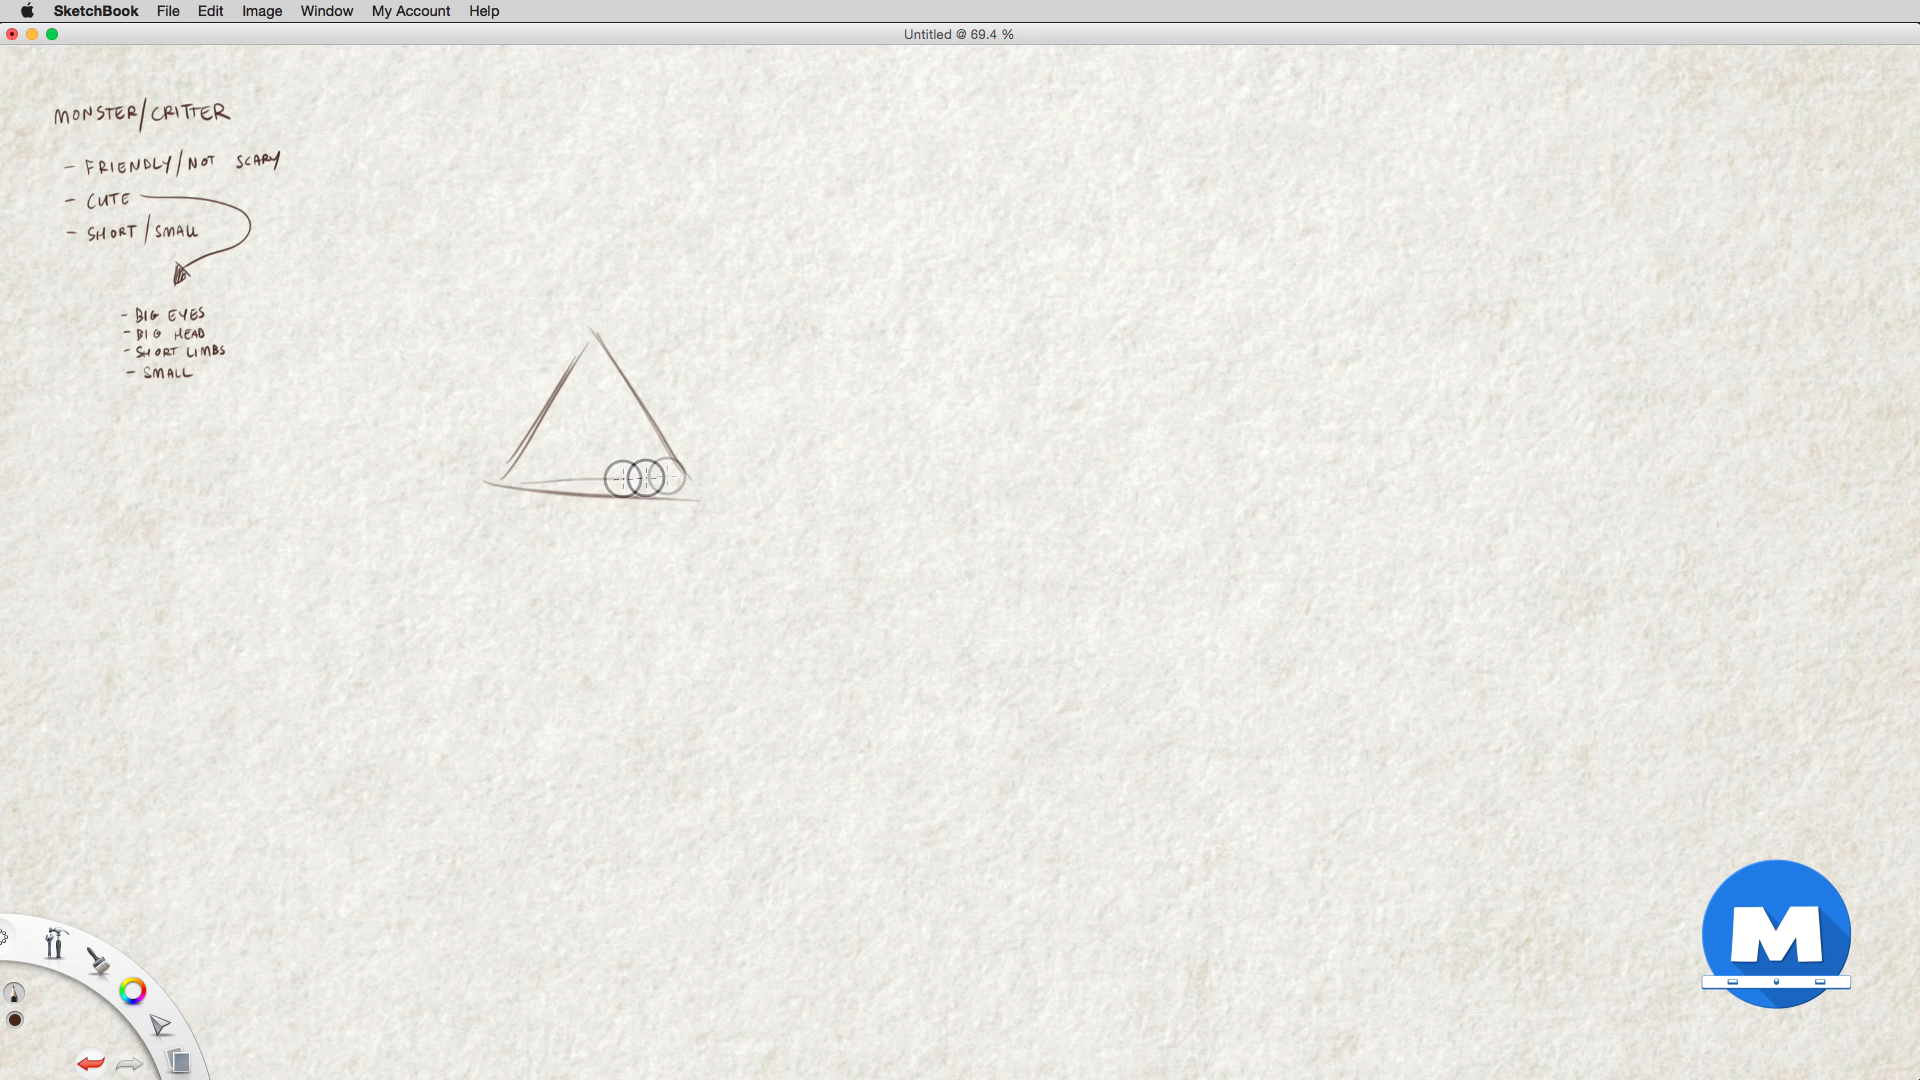 SketchBook File Edit Image Window My Account Help
Untitled @ 69.4 %
MONSTER/CRITTER
- FRIENDLY/NOT SCARY
- CUTE
- SHORT/SMALL
- BIG EYES
- BIG HEAD
- SHORT LIMBS
- SMALL
M